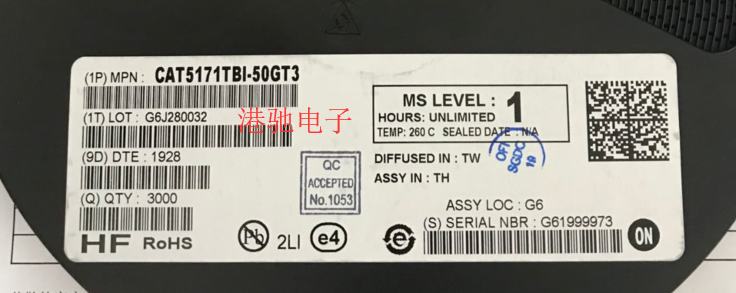 (1P) MPN : CAT5171TBI-50GT3
(1T) LOT : G6J280032
港驰电子
(9D) DTE : 1928
(Q) QTY : 3000
HF RoHS
Pb
2LI
e4
QC
ACCEPTED
No.1053
MS LEVEL : 1
HOURS: UNLIMITED
TEMP: 260 C SEALED DATE : N/A
DIFFUSED IN : TW
ASSY IN : TH
SGDC
19
ASSY LOC : G6
(S) SERIAL NBR : G61999973
e
ON